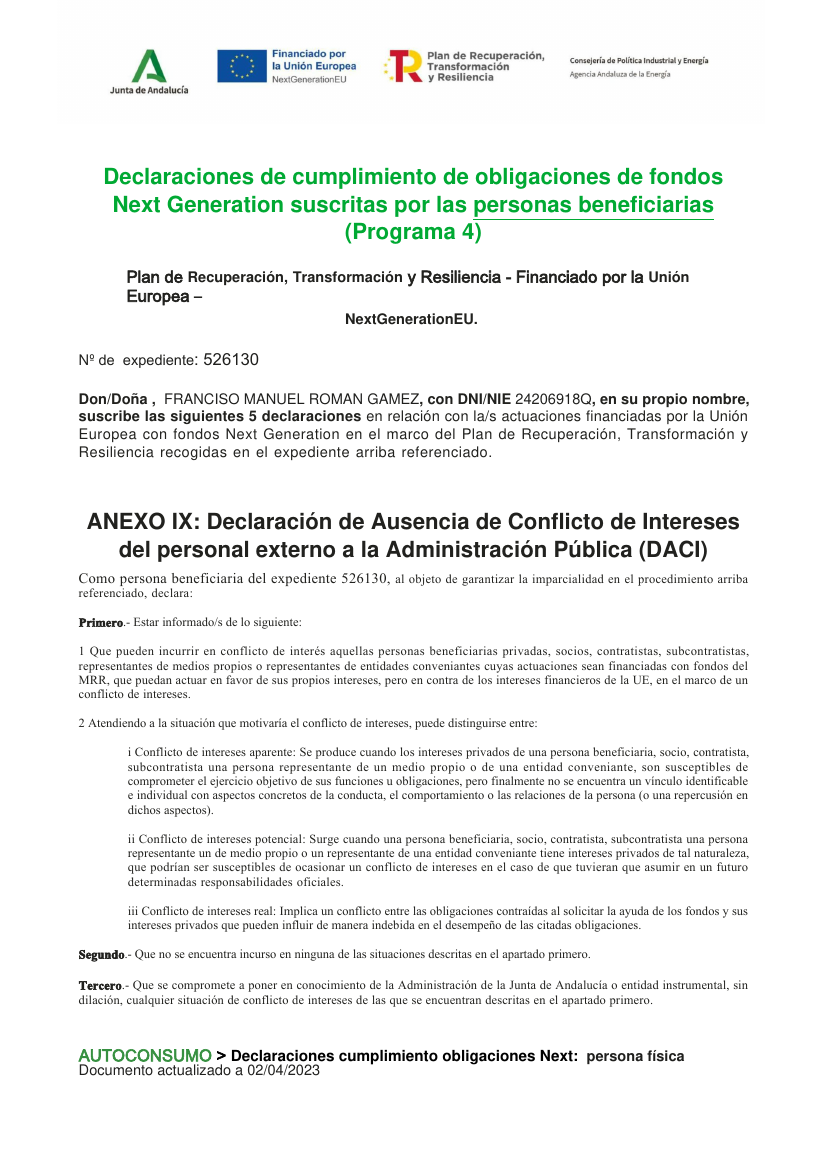 Junta de Andalucía
Financiado por
la Unión Europea
NextGenerationEU
Plan de Recuperación,
Transformación
y Resiliencia
Consejería de Política Industrial y Energía
Agencia Andaluza de la Energía
Declaraciones de cumplimiento de obligaciones de fondos
Next Generation suscritas por las personas beneficiarias
(Programa 4)
Plan de Recuperación, Transformación y Resiliencia - Financiado por la Unión
Europea –
NextGenerationEU.
Nº de expediente: 526130
Don/Doña , FRANCISO MANUEL ROMAN GAMEZ, con DNI/NIE 24206918Q, en su propio nombre,
suscribe las siguientes 5 declaraciones en relación con la/s actuaciones financiadas por la Unión
Europea con fondos Next Generation en el marco del Plan de Recuperación, Transformación y
Resiliencia recogidas en el expediente arriba referenciado.
ANEXO IX: Declaración de Ausencia de Conflicto de Intereses
del personal externo a la Administración Pública (DACI)
Como persona beneficiaria del expediente 526130, al objeto de garantizar la imparcialidad en el procedimiento arriba
referenciado, declara:
Primero.- Estar informado/s de lo siguiente:
1 Que pueden incurrir en conflicto de interés aquellas personas beneficiarias privadas, socios, contratistas, subcontratistas,
representantes de medios propios o representantes de entidades conveniantes cuyas actuaciones sean financiadas con fondos del
MRR, que puedan actuar en favor de sus propios intereses, pero en contra de los intereses financieros de la UE, en el marco de un
conflicto de intereses.
2 Atendiendo a la situación que motivaría el conflicto de intereses, puede distinguirse entre:
i Conflicto de intereses aparente: Se produce cuando los intereses privados de una persona beneficiaria, socio, contratista,
subcontratista una persona representante de un medio propio o de una entidad conveniante, son susceptibles de
comprometer el ejercicio objetivo de sus funciones u obligaciones, pero finalmente no se encuentra un vínculo identificable
e individual con aspectos concretos de la conducta, el comportamiento o las relaciones de la persona (o una repercusión en
dichos aspectos).
ii Conflicto de intereses potencial: Surge cuando una persona beneficiaria, socio, contratista, subcontratista una persona
representante un de medio propio o un representante de una entidad conveniante tiene intereses privados de tal naturaleza,
que podrían ser susceptibles de ocasionar un conflicto de intereses en el caso de que tuvieran que asumir en un futuro
determinadas responsabilidades oficiales.
iii Conflicto de intereses real: Implica un conflicto entre las obligaciones contraídas al solicitar la ayuda de los fondos y sus
intereses privados que pueden influir de manera indebida en el desempeño de las citadas obligaciones.
Segundo.- Que no se encuentra incurso en ninguna de las situaciones descritas en el apartado primero.
Tercero.- Que se compromete a poner en conocimiento de la Administración de la Junta de Andalucía o entidad instrumental, sin
dilación, cualquier situación de conflicto de intereses de las que se encuentran descritas en el apartado primero.
AUTOCONSUMO > Declaraciones cumplimiento obligaciones Next: persona física
Documento actualizado a 02/04/2023